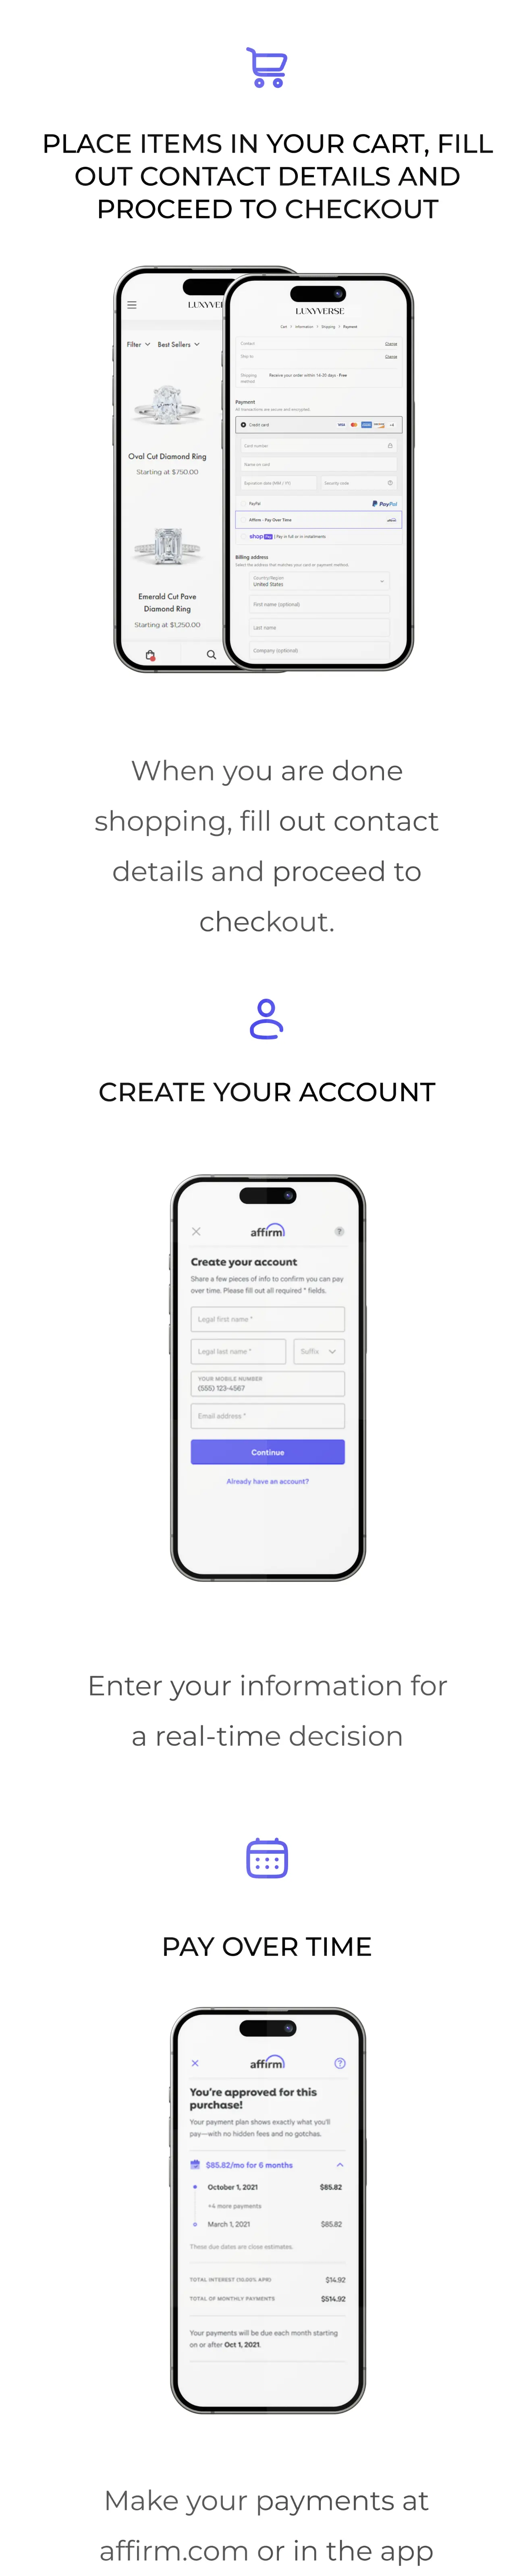 PLACE ITEMS IN YOUR CART, FILL
OUT CONTACT DETAILS AND
PROCEED TO CHECKOUT
LUXYVE
Filter
Best Sellers
Oval Cut Diamond Ring
Starting at $750.00
Emerald Cut Pave
Diamond Ring
Starting at $1,250.00
LUXYVERSE
Cart > Information > Shipping > Payment
Contact
Change
Ship to
Change
Shipping
method
Receive your order within 14-20 days · Free
Payment
All transactions are secure and encrypted.
Credit card
VISA
+4
Card number
Name on card
Expiration date (MM / YY)
Security code
PayPal
PayPal
Affirm - Pay Over Time
affirm
shop Pay | Pay in full or in installments
Billing address
Select the address that matches your card or payment method.
Country/Region
United States
First name (optional)
Last name
Company (optional)
When you are done
shopping, fill out contact
details and proceed to
checkout.
CREATE YOUR ACCOUNT
affirm
?
Create your account
Share a few pieces of info to confirm you can pay
over time. Please fill out all required * fields.
Legal first name *
Legal last name *
Suffix
YOUR MOBILE NUMBER
(555) 123-4567
Email address *
Continue
Already have an account?
Enter your information for
a real-time decision
PAY OVER TIME
affirm
?
You're approved for this
purchase!
Your payment plan shows exactly what you'll
pay—with no hidden fees and no gotchas.
$85.82/mo for 6 months
October 1, 2021
$85.82
+4 more payments
March 1, 2021
$85.82
These due dates are close estimates.
TOTAL INTEREST (10.00% APR)
$14.92
TOTAL OF MONTHLY PAYMENTS
$514.92
Your payments will be due each month starting
on or after Oct 1, 2021.
Make your payments at
affirm.com or in the app